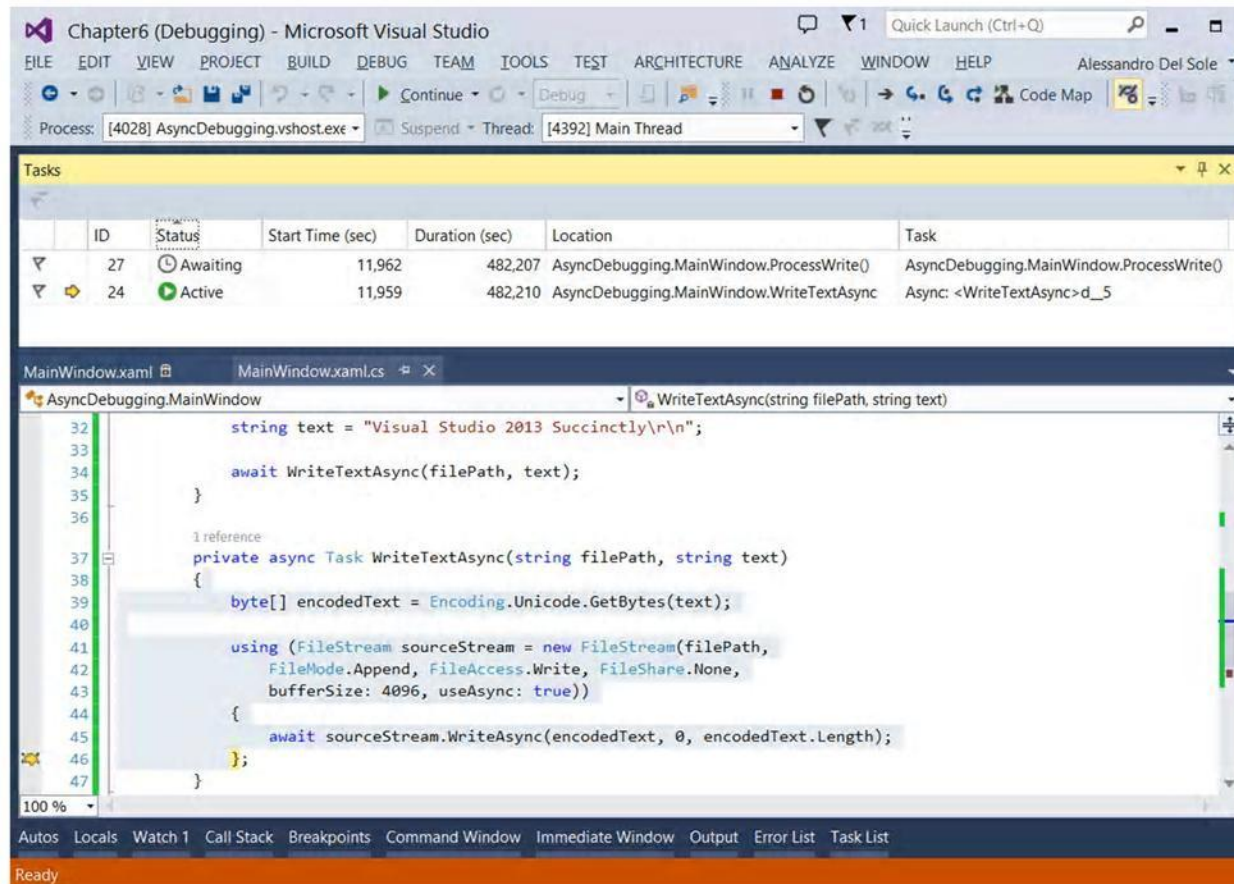 Chapter6 (Debugging) - Microsoft Visual Studio 1 Quick Launch (Ctrl+Q)
FILE EDIT VIEW PROJECT BUILD DEBUG TEAM TOOLS TEST ARCHITECTURE ANALYZE WINDOW HELP Alessandro Del Sole
Continue Debug Code Map
Process: [4028] AsyncDebugging.vshost.exe Suspend Thread: [4392] Main Thread
Tasks
ID Status Start Time (sec) Duration (sec) Location Task
27 Awaiting 11,962 482,207 AsyncDebugging.MainWindow.ProcessWrite() AsyncDebugging.MainWindow.ProcessWrite()
24 Active 11,959 482,210 AsyncDebugging.MainWindow.WriteTextAsync Async: <WriteTextAsync>d__5
MainWindow.xaml MainWindow.xaml.cs
AsyncDebugging.MainWindow WriteTextAsync(string filePath, string text)
32 string text = "Visual Studio 2013 Succinctly\r\n";
33
34 await WriteTextAsync(filePath, text);
35 }
36
1 reference
37 private async Task WriteTextAsync(string filePath, string text)
38 {
39 byte[] encodedText = Encoding.Unicode.GetBytes(text);
40
41 using (FileStream sourceStream = new FileStream(filePath,
42 FileMode.Append, FileAccess.Write, FileShare.None,
43 bufferSize: 4096, useAsync: true))
44 {
45 await sourceStream.WriteAsync(encodedText, 0, encodedText.Length);
46 };
47 }
100 %
Autos Locals Watch 1 Call Stack Breakpoints Command Window Immediate Window Output Error List Task List
Ready